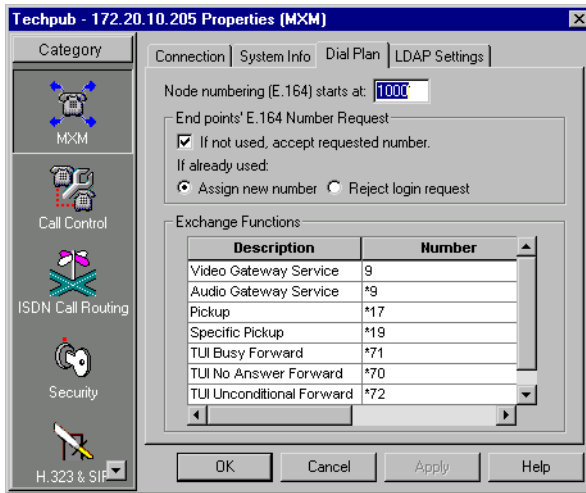 Techpub - 172.20.10.205 Properties (MXM)
Category
MXM
Call Control
ISDN Call Routing
Security
H.323 & SIP
Connection System Info Dial Plan LDAP Settings
Node numbering (E.164) starts at: 1000
End points' E.164 Number Request
If not used, accept requested number.
If already used:
Assign new number Reject login request
Exchange Functions
Description Number
Video Gateway Service 9
Audio Gateway Service *9
Pickup *17
Specific Pickup *19
TUI Busy Forward *71
TUI No Answer Forward *70
TUI Unconditional Forward *72
OK Cancel Apply Help